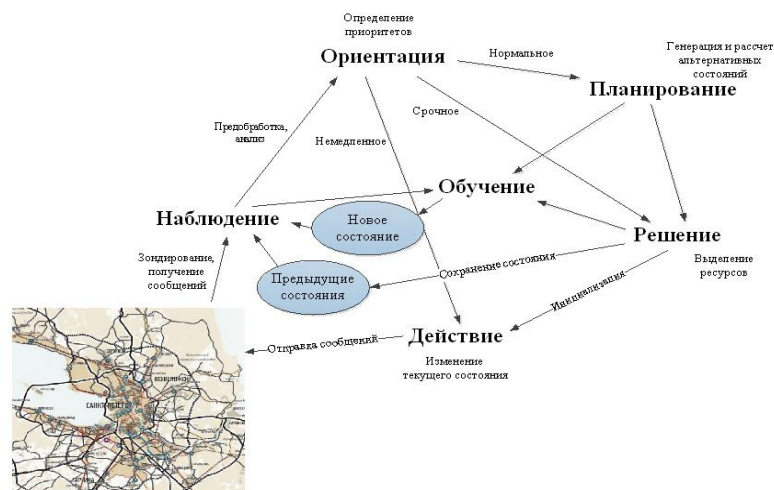 Определение
приоритетов
Ориентация
Нормальное
Генерация и рассчет
альтернативных
состояний
Планирование
Срочное
Предобработка,
анализ
Немедленное
Обучение
Наблюдение
Новое
состояние
Решение
Выделение
ресурсов
Зондирование,
получение
сообщений
Предыдущие
состояния
Сохранение состояния
Инициализация
Действие
Отправка сообщений
Изменение
текущего состояния